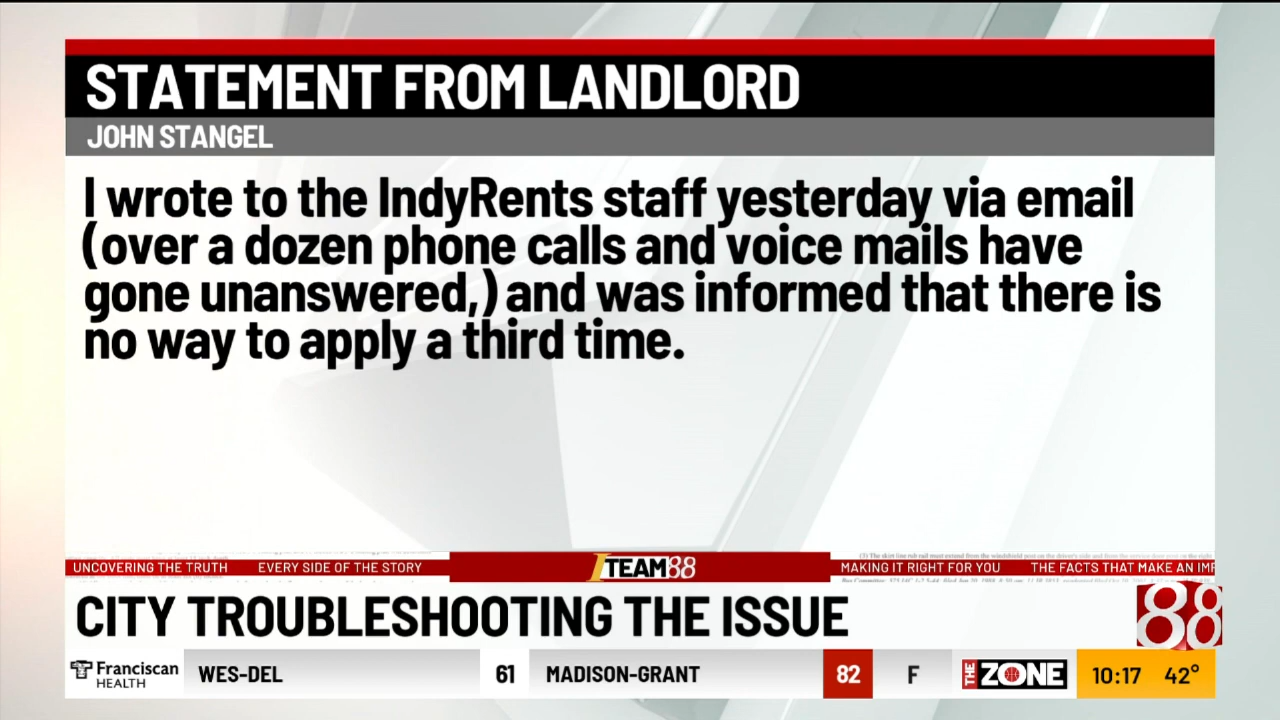 STATEMENT FROM LANDLORD
JOHN STANGEL
I wrote to the IndyRents staff yesterday via email
(over a dozen phone calls and voice mails have
gone unanswered,) and was informed that there is
no way to apply a third time.
UNCOVERING THE TRUTH EVERY SIDE OF THE STORY ITEAM88 MAKING IT RIGHT FOR YOU THE FACTS THAT MAKE AN
CITY TROUBLESHOOTING THE ISSUE
88
Franciscan HEALTH WES-DEL 61 MADISON-GRANT 82 F THE ZONE 10:17 42°